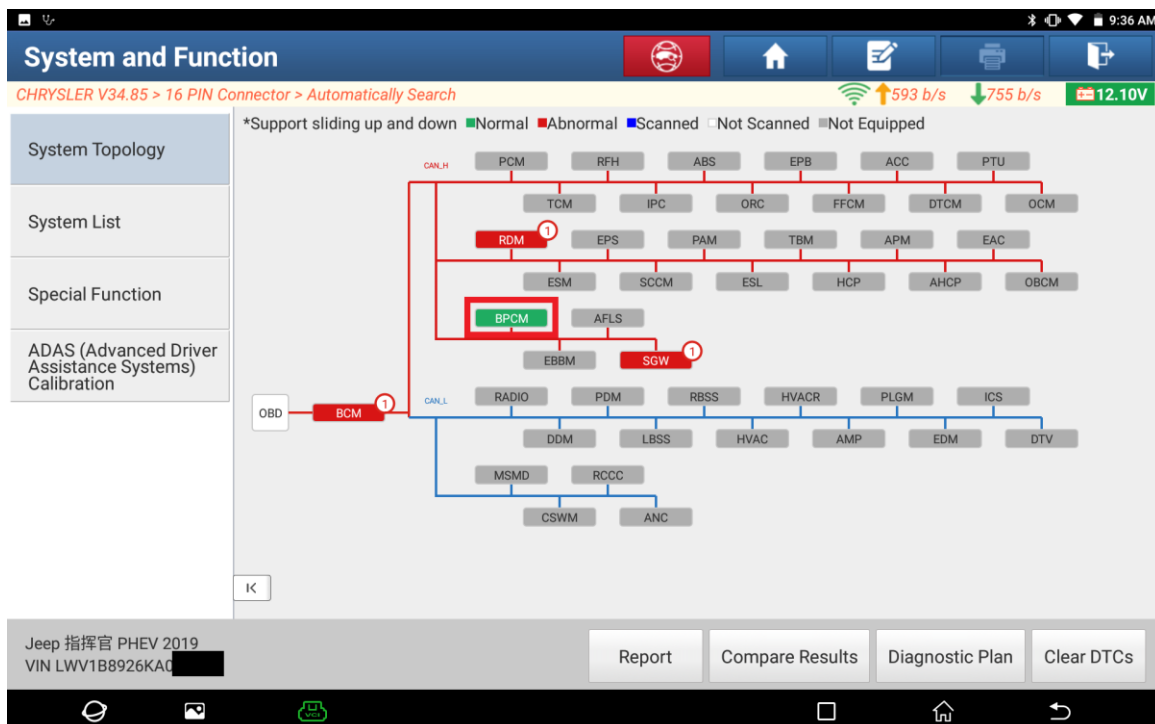 9:36 AM
System and Function
CHRYSLER V34.85 > 16 PIN Connector > Automatically Search
593 b/s 755 b/s 12.10V
System Topology
System List
Special Function
ADAS (Advanced Driver
Assistance Systems)
Calibration
*Support sliding up and down Normal Abnormal Scanned Not Scanned Not Equipped
CAN_H PCM RFH ABS EPB ACC PTU
TCM IPC ORC FFCM DTCM OCM
RDM 1 EPS PAM TBM APM EAC
ESM SCCM ESL HCP AHCP OBCM
BPCM AFLS
EBBM SGW 1
OBD BCM 1
CAN_L RADIO PDM RBSS HVACR PLGM ICS
DDM LBSS HVAC AMP EDM DTV
MSMD RCCC
CSWM ANC
Jeep 指挥官 PHEV 2019
VIN LWV1B8926KA0
Report Compare Results Diagnostic Plan Clear DTCs
VCI